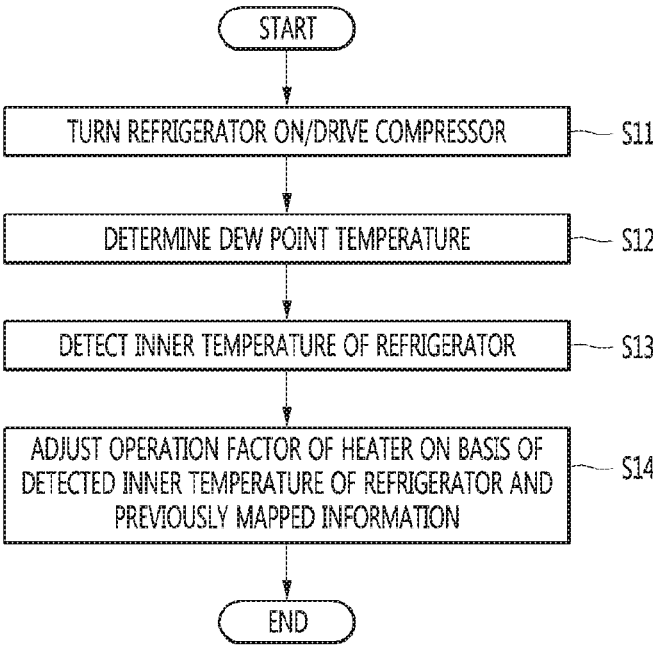 START
TURN REFRIGERATOR ON/DRIVE COMPRESSOR
S11
DETERMINE DEW POINT TEMPERATURE
S12
DETECT INNER TEMPERATURE OF REFRIGERATOR
S13
ADJUST OPERATION FACTOR OF HEATER ON BASIS OF
DETECTED INNER TEMPERATURE OF REFRIGERATOR AND
PREVIOUSLY MAPPED INFORMATION
S14
END